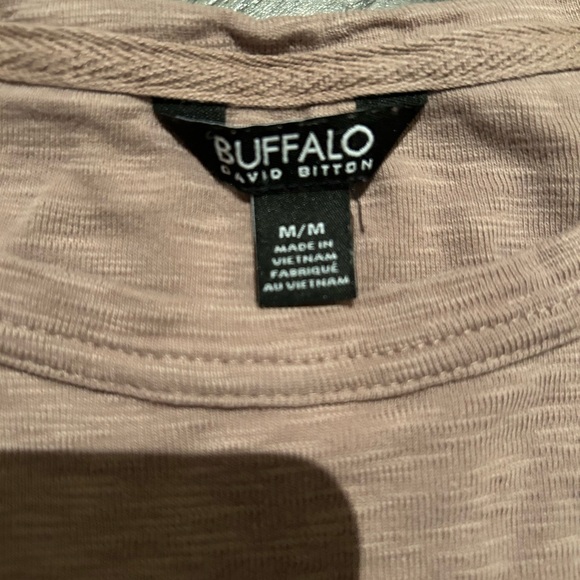 BUFFALO
DAVID BITTON
M/M
MADE IN
VIETNAM
FABRIQUÉ
AU VIETNAM